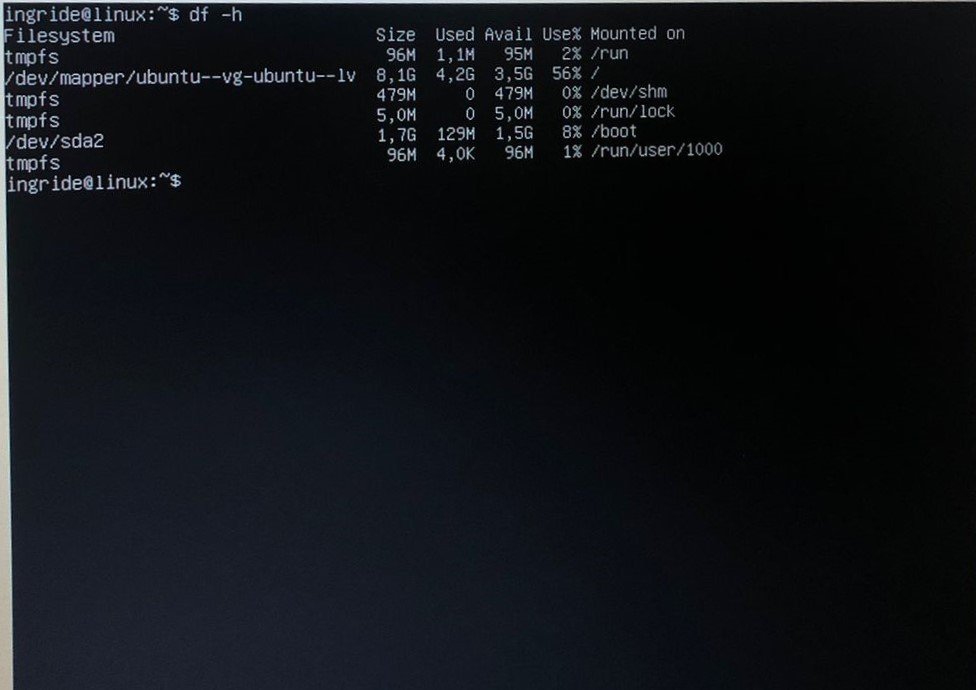 ingride@linux:~$ df -h
Filesystem                         Size  Used Avail Use% Mounted on
tmpfs                               96M  1,1M   95M   2% /run
/dev/mapper/ubuntu--vg-ubuntu--lv  8,1G  4,2G  3,5G  56% /
tmpfs                              479M     0  479M   0% /dev/shm
tmpfs                              5,0M     0  5,0M   0% /run/lock
/dev/sda2                          1,7G  129M  1,5G   8% /boot
tmpfs                               96M  4,0K   96M   1% /run/user/1000
ingride@linux:~$